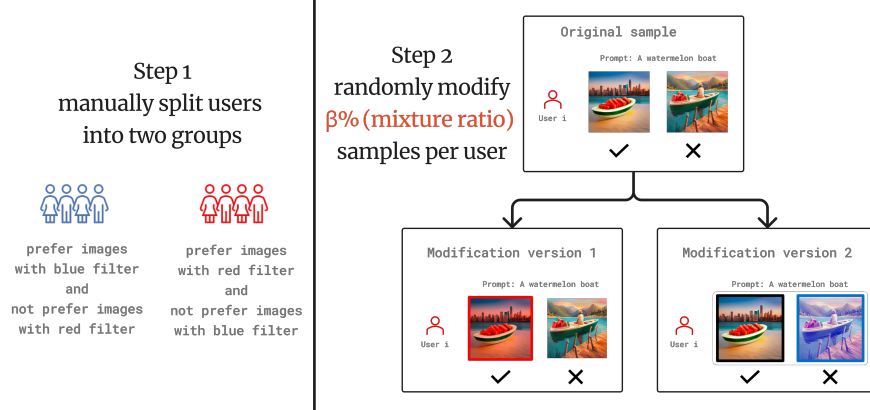 Step 1
manually split users
into two groups
prefer images
with blue filter
and
not prefer images
with red filter
prefer images
with red filter
and
not prefer images
with blue filter
Step 2
randomly modify
β% (mixture ratio)
samples per user
Original sample
Prompt: A watermelon boat
User i
Modification version 1
Prompt: A watermelon boat
User i
Modification version 2
Prompt: A watermelon boat
User i